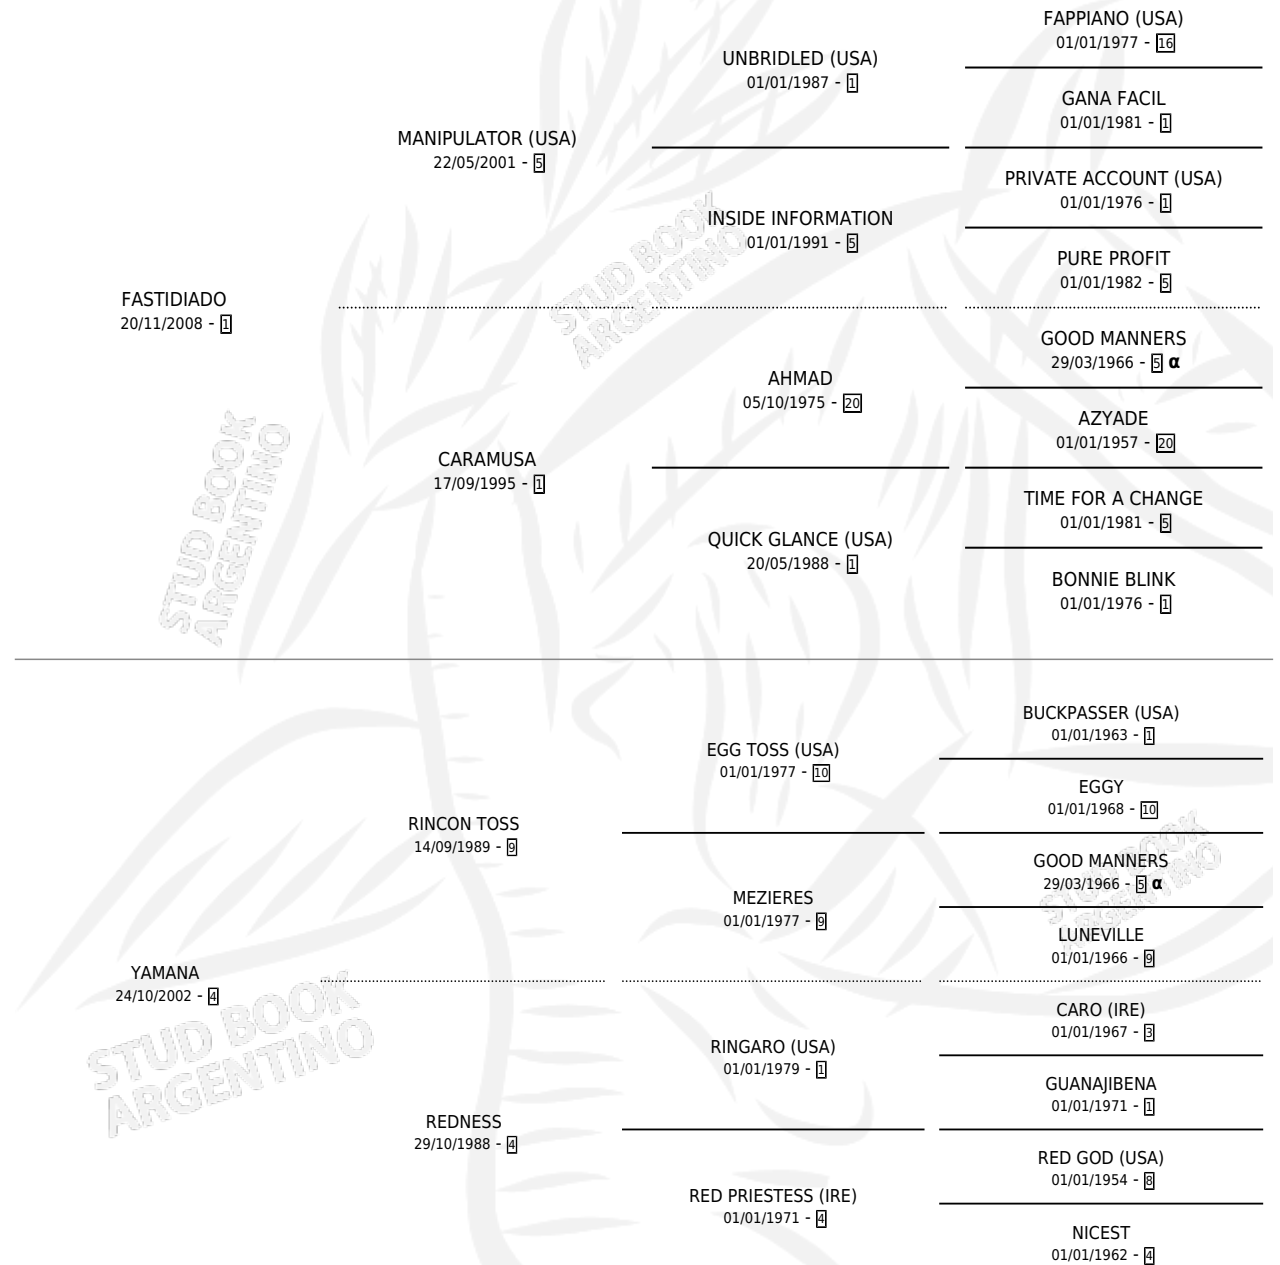 FAPPIANO (USA)
01/01/1977 - 16
UNBRIDLED (USA)
01/01/1987 - 1
GANA FACIL
01/01/1981 - 1
MANIPULATOR (USA)
22/05/2001 - 5
PRIVATE ACCOUNT (USA)
01/01/1976 - 1
INSIDE INFORMATION
01/01/1991 - 5
PURE PROFIT
01/01/1982 - 5
STUD BOOK
ARGENTINO
FASTIDIADO
20/11/2008 - 1
GOOD MANNERS
29/03/1966 - 5 α
AHMAD
05/10/1975 - 20
AZYADE
01/01/1957 - 20
CARAMUSA
17/09/1995 - 1
TIME FOR A CHANGE
01/01/1981 - 5
QUICK GLANCE (USA)
20/05/1988 - 1
BONNIE BLINK
01/01/1976 - 1
STUD BOOK
ARGENTINO
BUCKPASSER (USA)
01/01/1963 - 1
EGG TOSS (USA)
01/01/1977 - 10
EGGY
01/01/1968 - 10
RINCON TOSS
14/09/1989 - 9
GOOD MANNERS
29/03/1966 - 5 α
MEZIERES
01/01/1977 - 9
LUNEVILLE
01/01/1966 - 9
STUD BOOK
ARGENTINO
YAMANA
24/10/2002 - 4
CARO (IRE)
01/01/1967 - 3
RINGARO (USA)
01/01/1979 - 1
GUANAJIBENA
01/01/1971 - 1
STUD BOOK
ARGENTINO
REDNESS
29/10/1988 - 4
RED GOD (USA)
01/01/1954 - 8
RED PRIESTESS (IRE)
01/01/1971 - 4
NICEST
01/01/1962 - 4